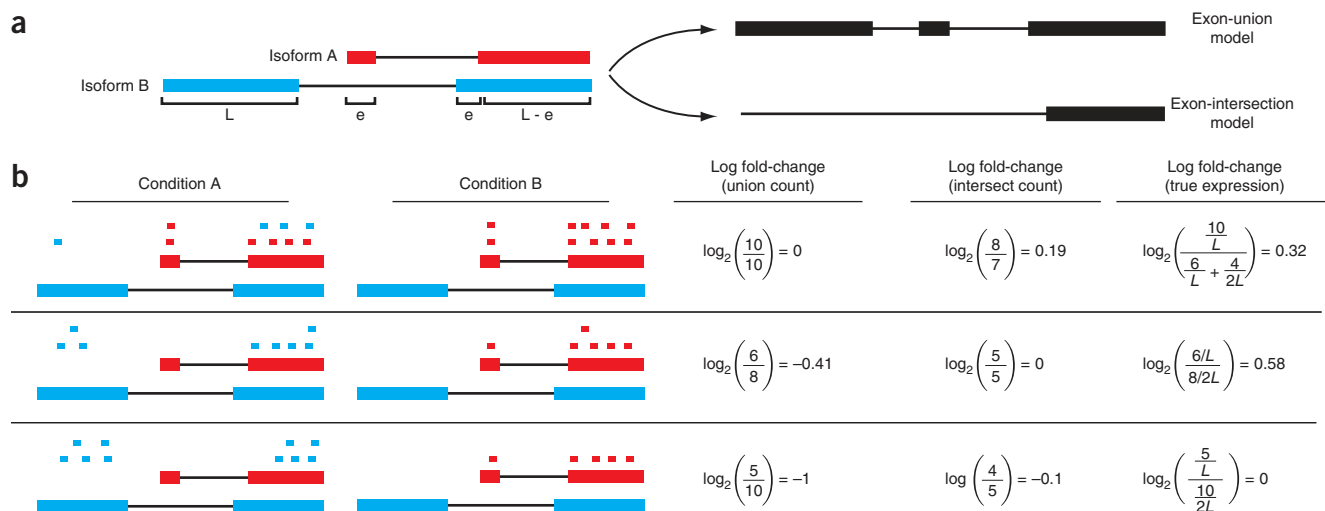 a
Isoform A
Isoform B
L
e
e
L - e
Exon-union
model
Exon-intersection
model
b
Condition A
Condition B
Log fold-change
(union count)
Log fold-change
(intersect count)
Log fold-change
(true expression)
log₂(10/10) = 0
log₂(8/7) = 0.19
log₂((10/L)/(6/L + 4/2L)) = 0.32
log₂(6/8) = –0.41
log₂(5/5) = 0
log₂((6/L)/(8/2L)) = 0.58
log₂(5/10) = –1
log (4/5) = –0.1
log₂((5/L)/(10/2L)) = 0